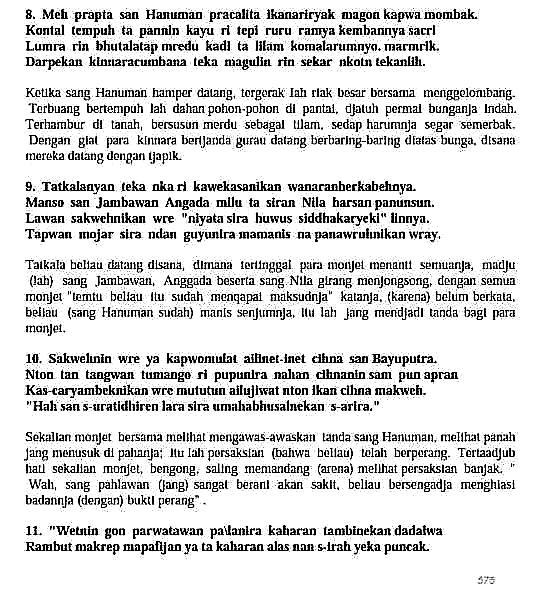 8. Meh prapta san Hanuman pracalita ikanariryak magon kapwa mombak.
Kontal tempuh ta pannin kayu ri tepi ruru ramya kembannya sacri
Lumra rin bhutalatap mredu kadi ta lilam komalarumnyo. marmrik.
Darpekan kinnaracumbana teka magulin rin sekar nkotn tekanlih.
Ketika sang Hanuman hamper datang, tergerak lah riak besar bersama menggelombang.
Terbuang bertempuh lah dahan pohon-pohon di pantai, djatuh permai bunganja indah.
Terhambur di tanah, bersusun merdu sebagai tilam, sedap harumnja segar semerbak.
Dengan giat para kinnara bertjanda gurau datang berbaring-baring diatas bunga, disana
mereka datang dengan tjapik.
9. Tatkalanyan teka nka ri kawekasanikan wanaranherkabehnya.
Manso san Jambawan Angada milu ta siran Nila harsan panunsun.
Lawan sakwehnikan wre "niyata sira huwus siddhakaryeki" linnya.
Tapwan mojar sira ndan guyunira mamanis na panawruhnikan wray.
Tatkala beliau datang disana, dimana tertinggal para monjet menanti semuanja, madju
(lah) sang Jambawan, Anggada beserta sang Nila girang menjongsong, dengan semua
monjet "temtu beliau itu sudah mengapai maksudnja" katanja, (karena) belum berkata,
beliau (sang Hanuman sudah) manis senjumnja, itu lah jang mendjadi tanda bagi para
monjet.
10. Sakwehnin wre ya kapwomulat ailinet-inet cihna san Bayuputra.
Nton tan tangwan tumango ri pupunira nahan cihnanin sam pun apran
Kas-caryambeknikan wre mututun ailujiwat nton ikan cihna makweh.
"Hah san s-uratidhiren lara sira umahabhusainekan s-arira."
Sekalian monjet bersama melihat mengawas-awaskan tanda sang Hanuman, melihat panah
jang menusuk di pahanja; itu lah persaksian (bahwa beliau) telah berperang. Tertaadjub
hati sekalian monjet, bengong, saling memandang (arena) melihat persaksian banjak. "
Wah, sang pahlawan (jang) sangat berani akan sakit, beliau bersengadja menghiasi
badannja (dengan) bukti perang" .
11. "Wetnin gon parwatawan pa\lanira kaharan tambinekan dadalwa
Rambut makrep mapafijan ya ta kaharan alas nan s-irah yeka puncak.
575